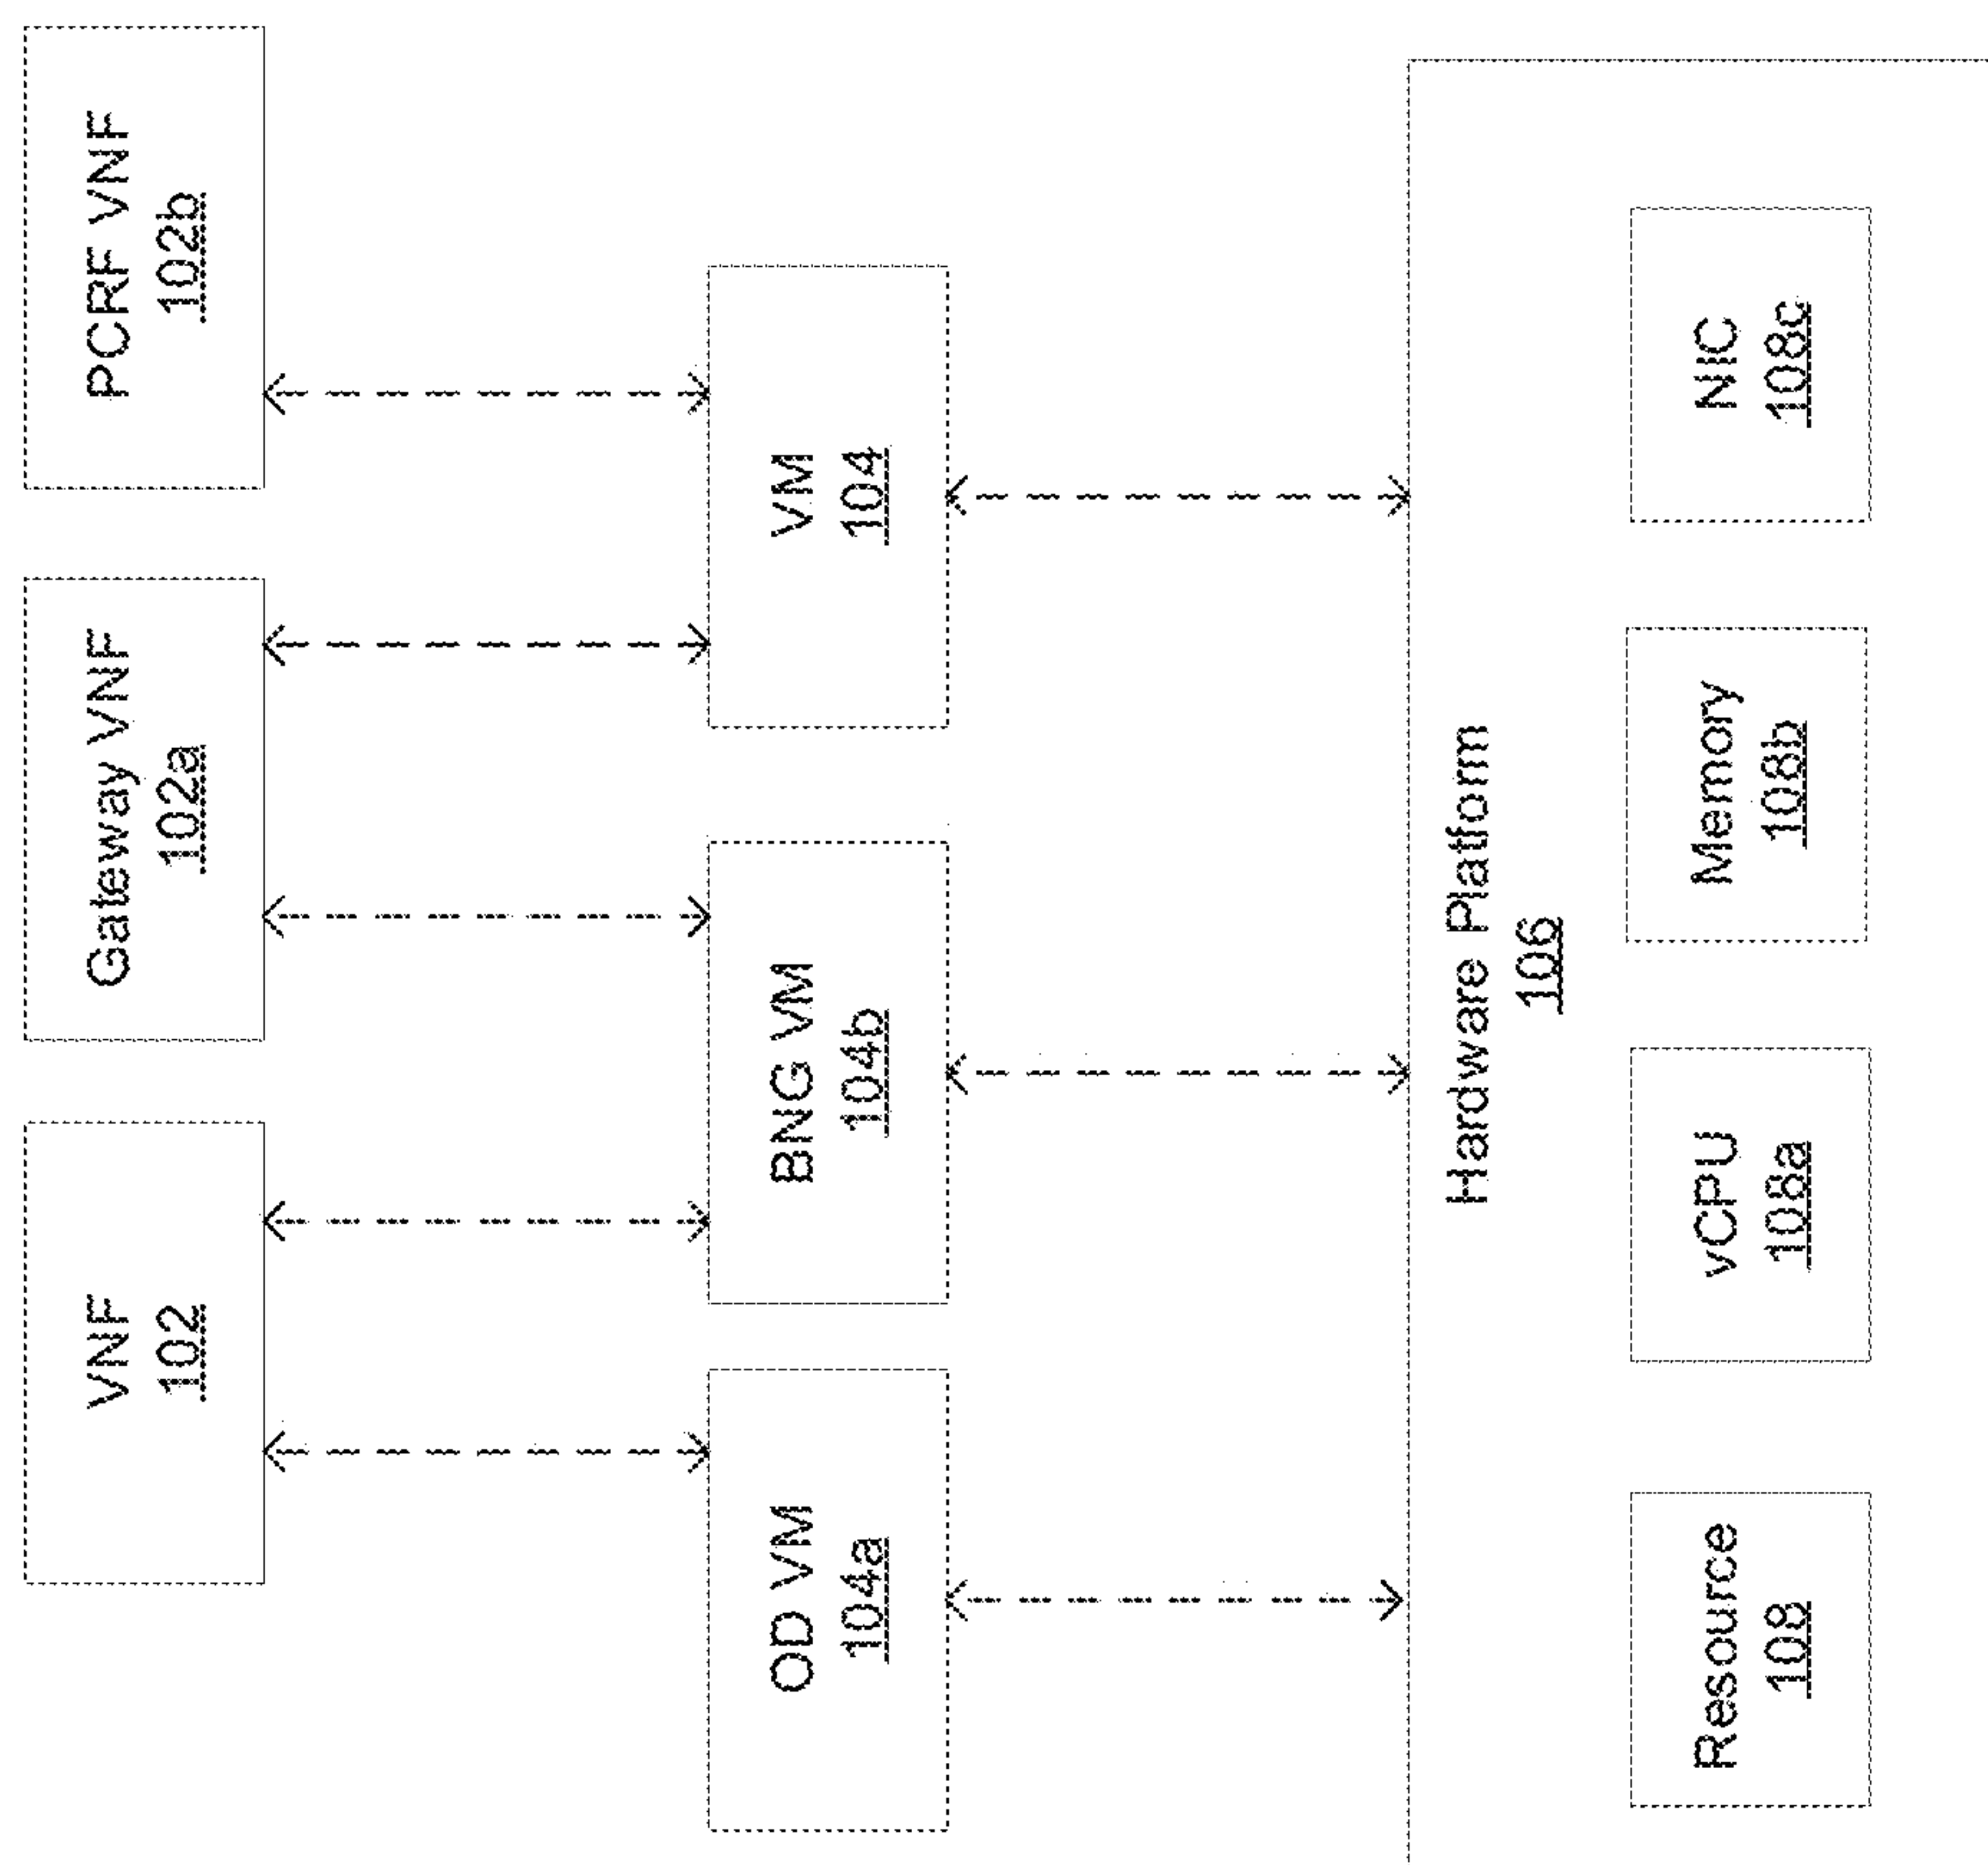 VNF
102
Gateway VNF
102a
PCRF VNF
102b
OD VM
104a
BNG VM
104b
VM
104
Hardware Platform
106
Resource
108
vCPU
108a
Memory
108b
NIC
108c